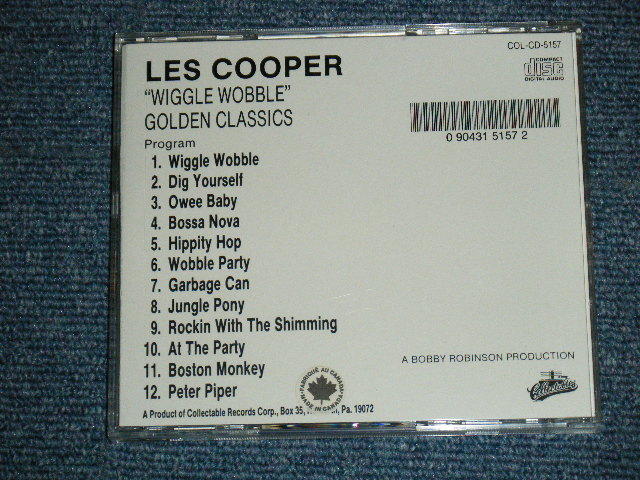 COL-CD-5157
LES COOPER
COMPACT
disc
DIGITAL AUDIO
“WIGGLE WOBBLE”
GOLDEN CLASSICS
0 90431 5157 2
Program
1. Wiggle Wobble
2. Dig Yourself
3. Owee Baby
4. Bossa Nova
5. Hippity Hop
6. Wobble Party
7. Garbage Can
8. Jungle Pony
9. Rockin With The Shimming
10. At The Party
11. Boston Monkey
12. Peter Piper
A BOBBY ROBINSON PRODUCTION
Collectables
FABRIQUÉ AU CANADA
MADE IN CANADA
A Product of Collectable Records Corp., Box 35, Pa. 19072